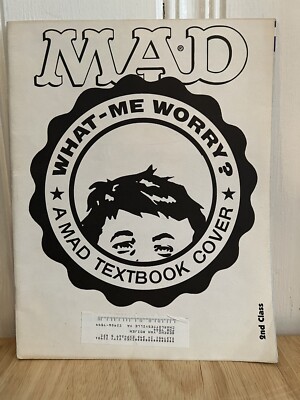 MAD
WHAT-ME WORRY?
★ A MAD TEXTBOOK COVER ★
2nd Class